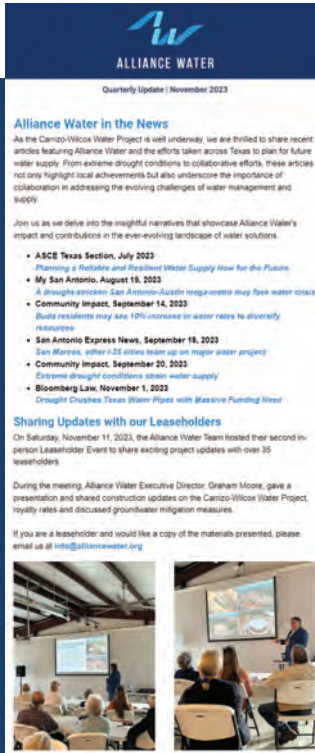 ALLIANCE WATER
Quarterly Update | November 2023
Alliance Water in the News
As the Carrizo-Wilcox Water Project is well underway, we are thrilled to share recent
articles featuring Alliance Water and the efforts taken across Texas to plan for future
water supply. From extreme drought conditions to collaborative efforts, these articles
not only highlight local achievements but also underscore the importance of
collaboration in addressing the evolving challenges of water management and
supply.
Join us as we delve into the insightful narratives that showcase Alliance Water's
impact and contributions in the ever-evolving landscape of water solutions.
• ASCE Texas Section, July 2023
Planning a Reliable and Resilient Water Supply Now for the Future
• My San Antonio, August 19, 2023
A drought-stricken San Antonio-Austin mega-metro may face water crisis
• Community Impact, September 14, 2023
Buda residents may see 10% increase in water rates to diversify
resources
• San Antonio Express News, September 18, 2023
San Marcos, other I-35 cities team up on major water project
• Community Impact, September 20, 2023
Extreme drought conditions strain water supply
• Bloomberg Law, November 1, 2023
Drought Crushes Texas Water Pipes with Massive Funding Need
Sharing Updates with our Leaseholders
On Saturday, November 11, 2023, the Alliance Water Team hosted their second in-
person Leaseholder Event to share exciting project updates with over 35
leaseholders.
During the meeting, Alliance Water Executive Director, Graham Moore, gave a
presentation and shared construction updates on the Carrizo-Wilcox Water Project,
royalty rates and discussed groundwater mitigation measures.
If you are a leaseholder and would like a copy of the materials presented, please
email us at info@alliancewater.org